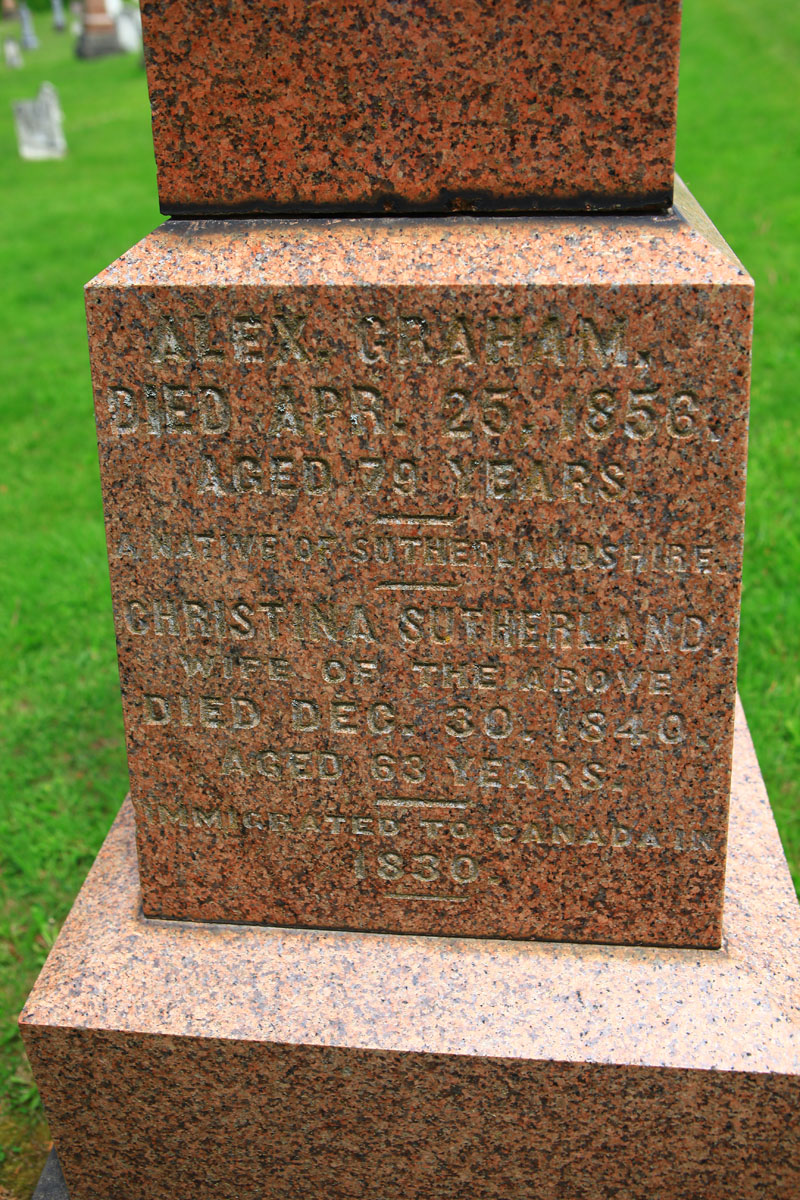 ALEX. GRAHAM,
DIED APR. 25, 1856.
AGED 79 YEARS.
A NATIVE OF SUTHERLANDSHIRE.
CHRISTINA SUTHERLAND,
WIFE OF THE ABOVE
DIED DEC. 30, 1840.
AGED 63 YEARS.
IMMIGRATED TO CANADA IN
1830.